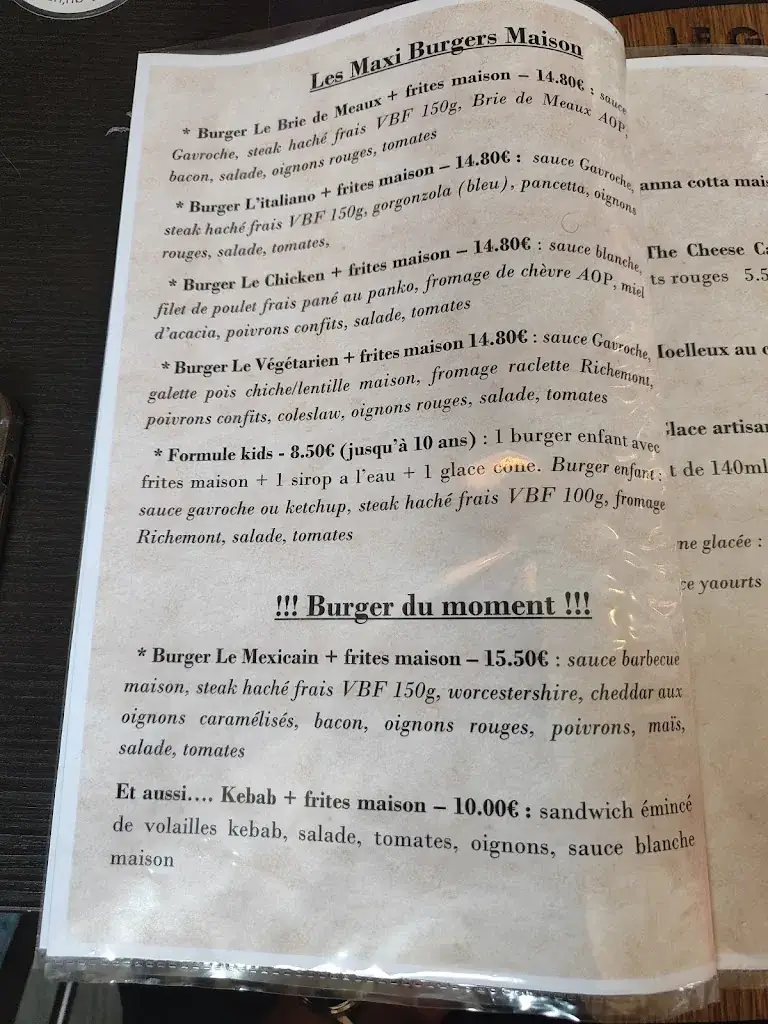 Les Maxi Burgers Maison
* Burger Le Brie de Meaux + frites maison – 14.80€ : sauce
Gavroche, steak haché frais VBF 150g, Brie de Meaux AOP,
bacon, salade, oignons rouges, tomates
* Burger L'italiano + frites maison – 14.80€ : sauce Gavroche,
steak haché frais VBF 150g, gorgonzola (bleu), pancetta, oignons
rouges, salade, tomates,
* Burger Le Chicken + frites maison – 14.80€ : sauce blanche,
filet de poulet frais pané au panko, fromage de chèvre AOP, miel
d'acacia, poivrons confits, salade, tomates
* Burger Le Végétarien + frites maison 14.80€ : sauce Gavroche,
galette pois chiche/lentille maison, fromage raclette Richemont,
poivrons confits, coleslaw, oignons rouges, salade, tomates
* Formule kids - 8.50€ (jusqu'à 10 ans) : 1 burger enfant avec
frites maison + 1 sirop a l'eau + 1 glace cône. Burger enfant :
sauce gavroche ou ketchup, steak haché frais VBF 100g, fromage
Richemont, salade, tomates
!!! Burger du moment !!!
* Burger Le Mexicain + frites maison – 15.50€ : sauce barbecue
maison, steak haché frais VBF 150g, worcestershire, cheddar aux
oignons caramélisés, bacon, oignons rouges, poivrons, maïs,
salade, tomates
Et aussi…. Kebab + frites maison – 10.00€ : sandwich émincé
de volailles kebab, salade, tomates, oignons, sauce blanche
maison
anna cotta mais
The Cheese Ca
ts rouges 5.5
Moelleux au c
Glace artisan
t de 140ml
ne glacée :
ce yaourts